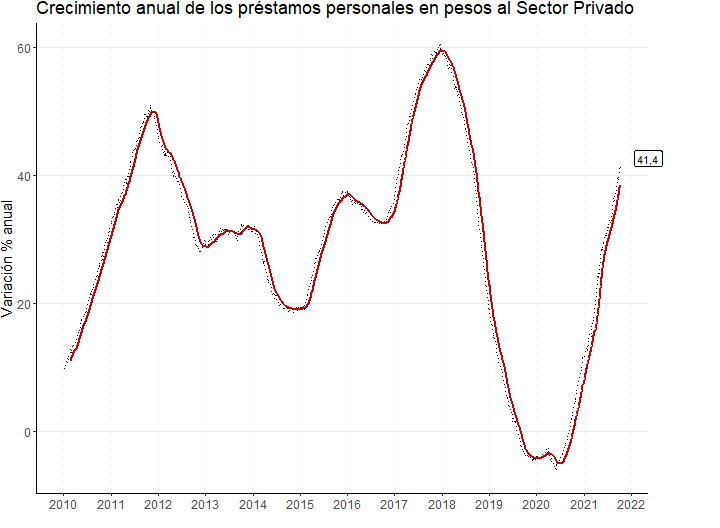 Crecimiento anual de los préstamos personales en pesos al Sector Privado
Variación % anual
60
40
20
0
41,4
2010 2011 2012 2013 2014 2015 2016 2017 2018 2019 2020 2021 2022